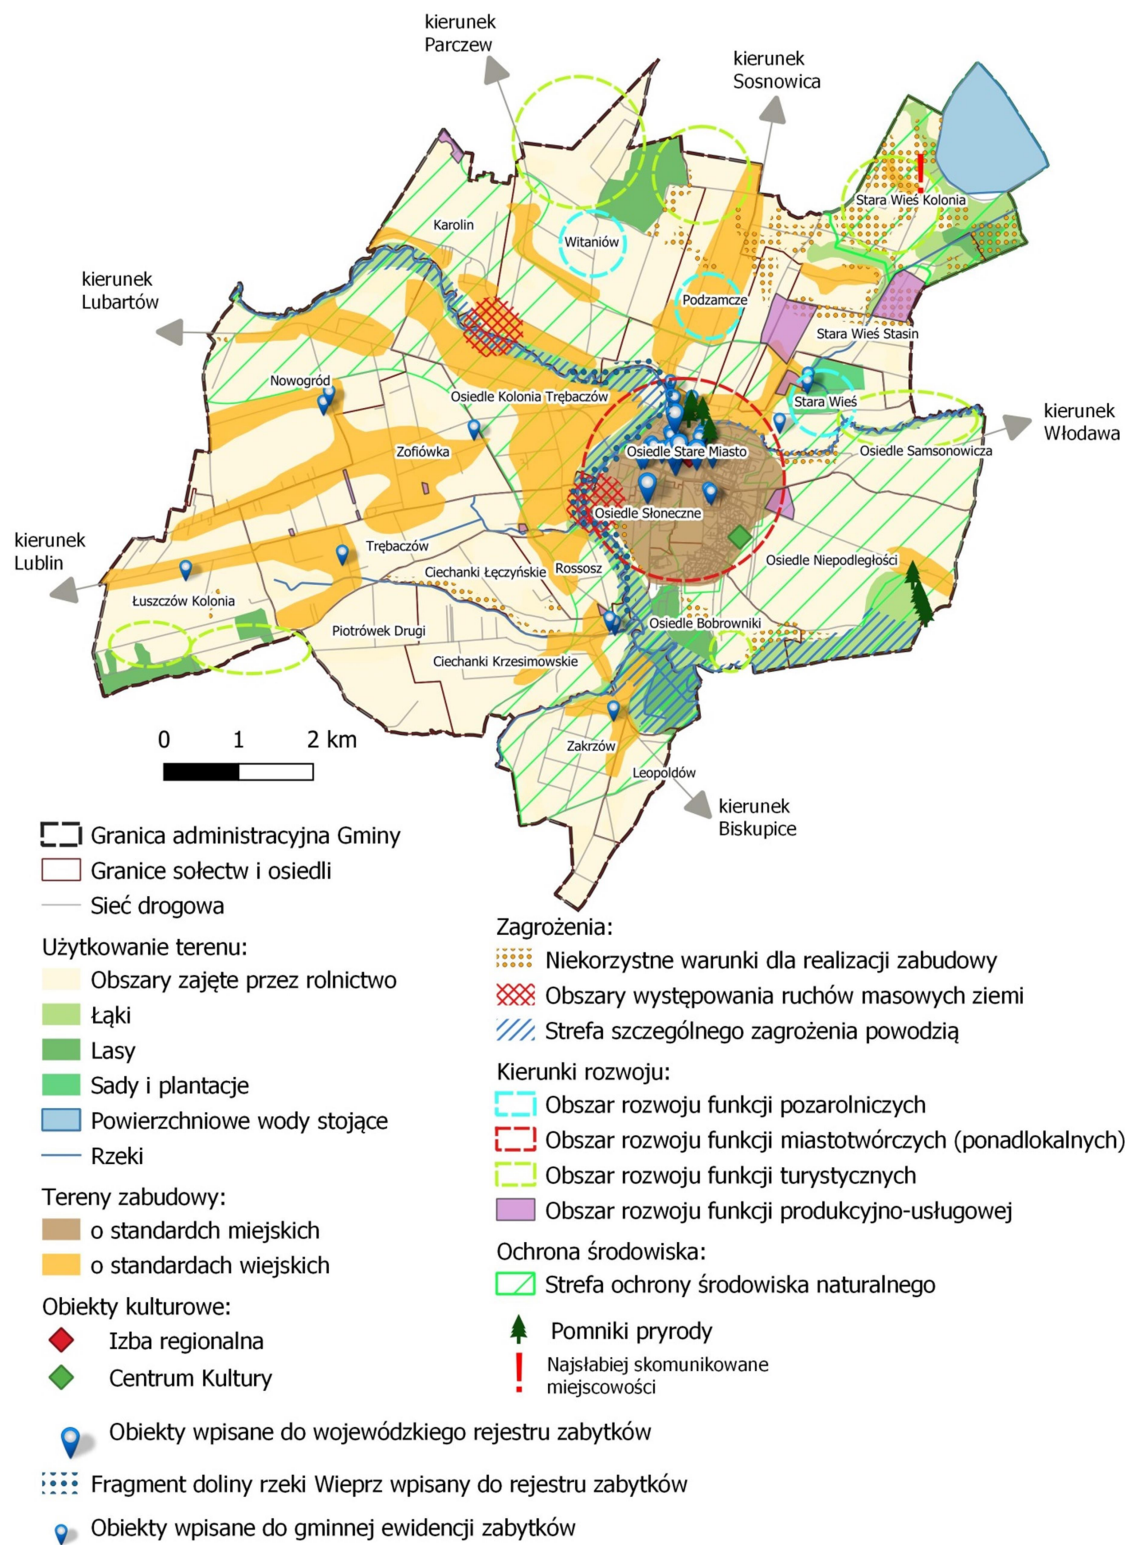 kierunek
Parczew
kierunek
Sosnowica
Stara Wieś Kolonia
Karolin
Witaniów
kierunek
Lubartów
Podzamcze
Stara Wieś Stasin
Nowogród
Osiedle Kolonia Trębaczów
Stara Wieś
kierunek
Włodawa
Zofiówka
Osiedle Stare Miasto
Osiedle Samsonowicza
Osiedle Słoneczne
kierunek
Lublin
Trębaczów
Ciechanki Łęczyńskie
Rossosz
Osiedle Niepodległości
Łuszczów Kolonia
Piotrówek Drugi
Osiedle Bobrowniki
Ciechanki Krzesimowskie
0 1 2 km
Zakrzów
Leopoldów
kierunek
Biskupice
Granica administracyjna Gminy
Granice sołectw i osiedli
Sieć drogowa
Użytkowanie terenu:
Obszary zajęte przez rolnictwo
Łąki
Lasy
Sady i plantacje
Powierzchniowe wody stojące
Rzeki
Tereny zabudowy:
o standardch miejskich
o standardach wiejskich
Obiekty kulturowe:
Izba regionalna
Centrum Kultury
Zagrożenia:
Niekorzystne warunki dla realizacji zabudowy
Obszary występowania ruchów masowych ziemi
Strefa szczególnego zagrożenia powodzią
Kierunki rozwoju:
Obszar rozwoju funkcji pozarolniczych
Obszar rozwoju funkcji miastotwórczych (ponadlokalnych)
Obszar rozwoju funkcji turystycznych
Obszar rozwoju funkcji produkcyjno-usługowej
Ochrona środowiska:
Strefa ochrony środowiska naturalnego
Pomniki pryrody
Najsłabiej skomunikowane
miejscowości
Obiekty wpisane do wojewódzkiego rejestru zabytków
Fragment doliny rzeki Wieprz wpisany do rejestru zabytków
Obiekty wpisane do gminnej ewidencji zabytków